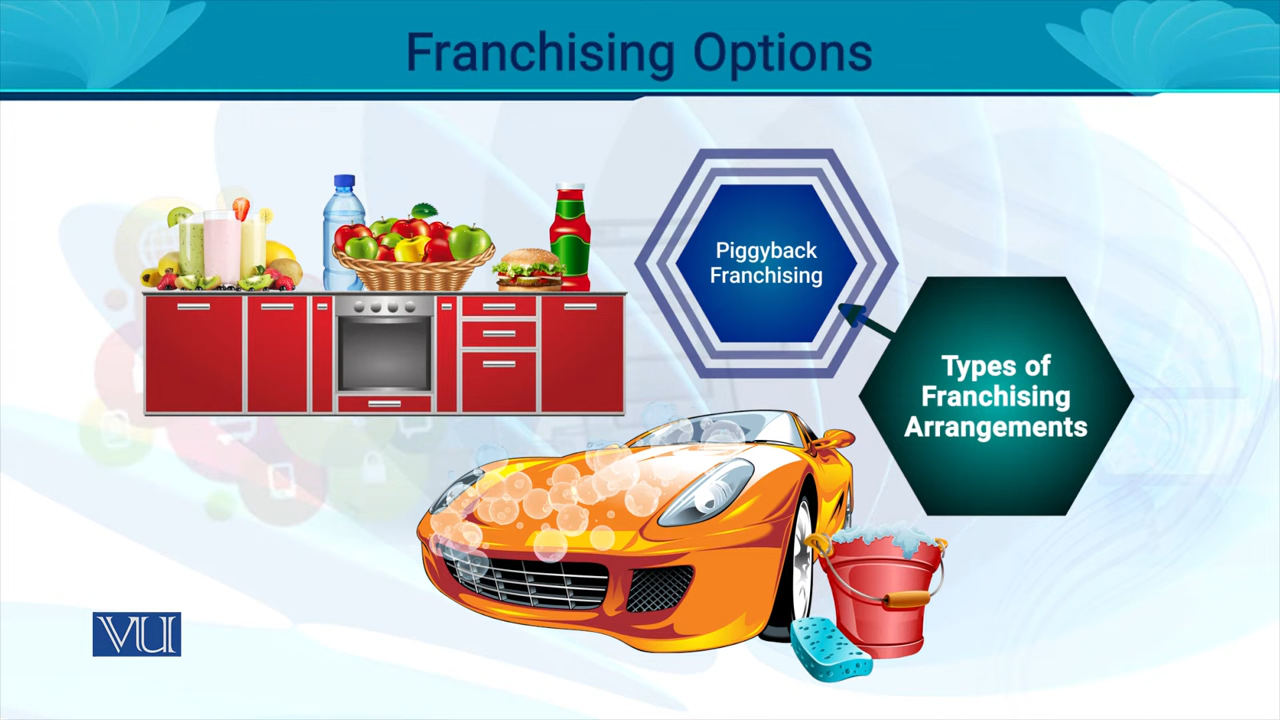 Franchising Options
Piggyback
Franchising
Types of
Franchising
Arrangements
VU